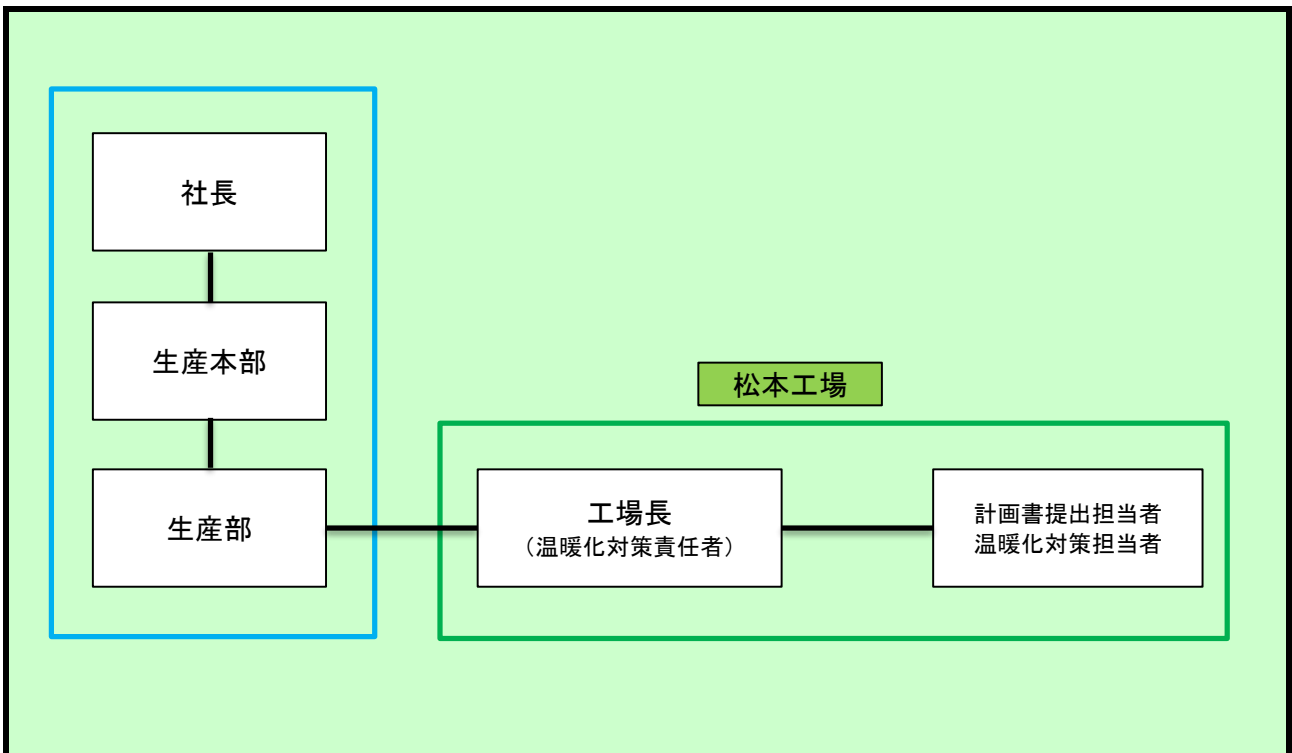 社長
生産本部
生産部
松本工場
工場長
（温暖化対策責任者）
計画書提出担当者
温暖化対策担当者